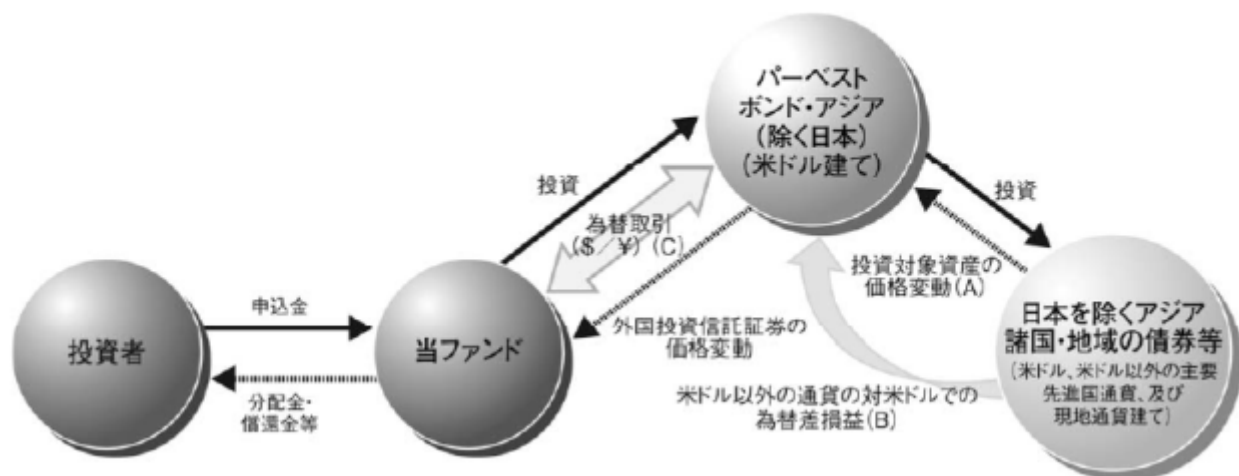 投資者
申込金
分配金・
償還金等
当ファンド
投資
為替取引
($／¥)(C)
外国投資信託証券の
価格変動
パーベスト
ボンド・アジア
(除く日本)
(米ドル建て)
投資
投資対象資産の
価格変動(A)
米ドル以外の通貨の対米ドルでの
為替差損益(B)
日本を除くアジア
諸国・地域の債券等
(米ドル、米ドル以外の主要
先進国通貨、及び
現地通貨建て)